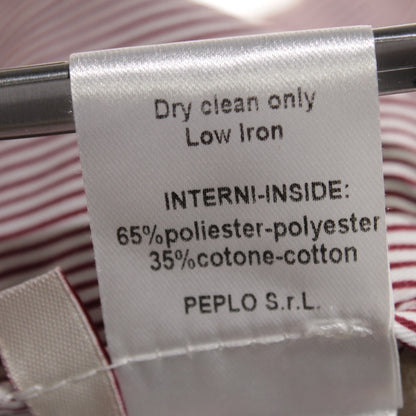 Dry clean only
Low Iron
INTERNI-INSIDE:
65%poliester-polyester
35%cotone-cotton
PEPLO S.r.L.